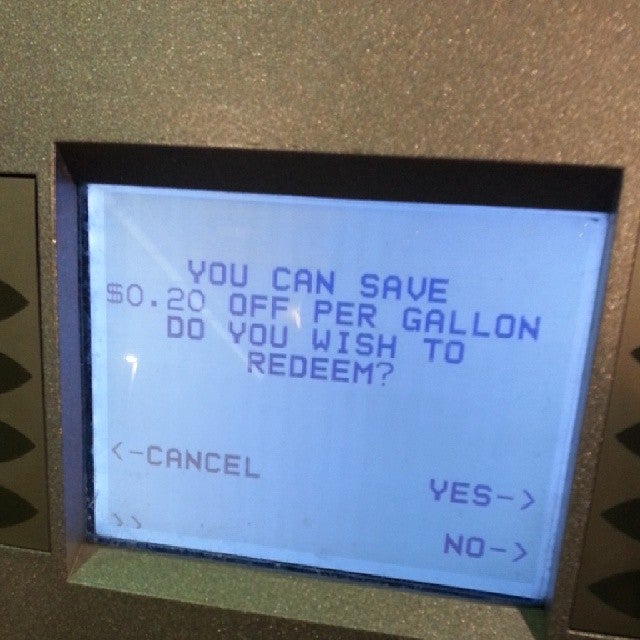 YOU CAN SAVE
$0.20 OFF PER GALLON
DO YOU WISH TO
REDEEM?
<-CANCEL
YES->
>>
NO->